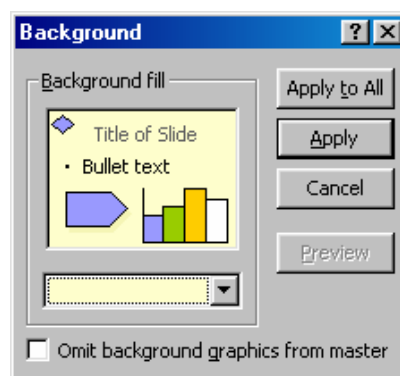 Background
Background fill
Title of Slide
• Bullet text
Apply to All
Apply
Cancel
Preview
Omit background graphics from master